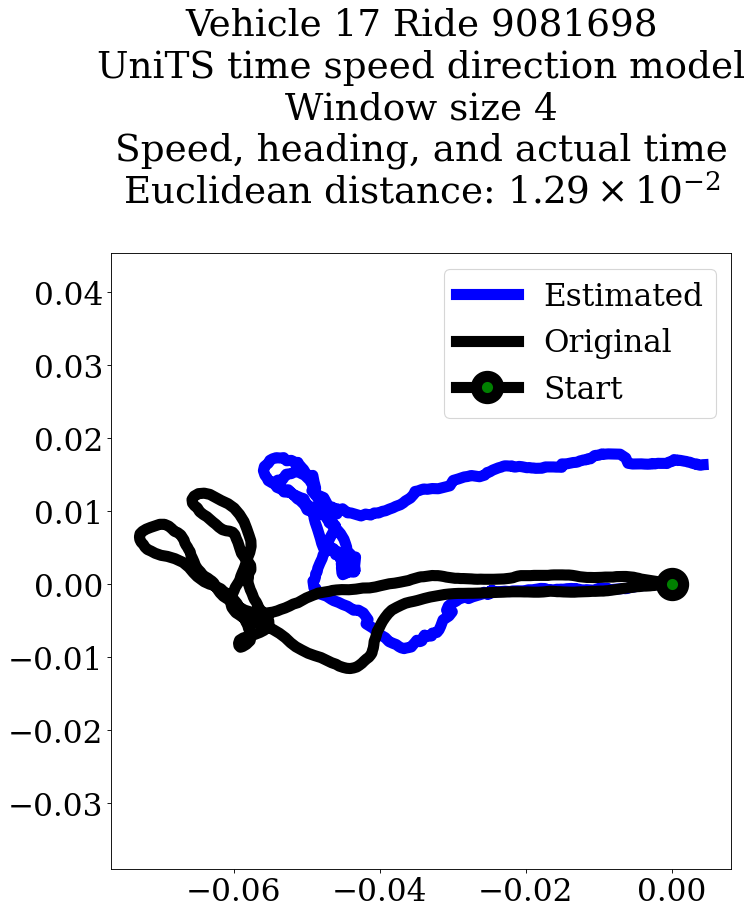 Vehicle 17 Ride 9081698
UniTS time speed direction model
Window size 4
Speed, heading, and actual time
Euclidean distance: 1.29 × 10⁻²
Estimated
Original
Start
0.04
0.03
0.02
0.01
0.00
−0.01
−0.02
−0.03
−0.06 −0.04 −0.02 0.00